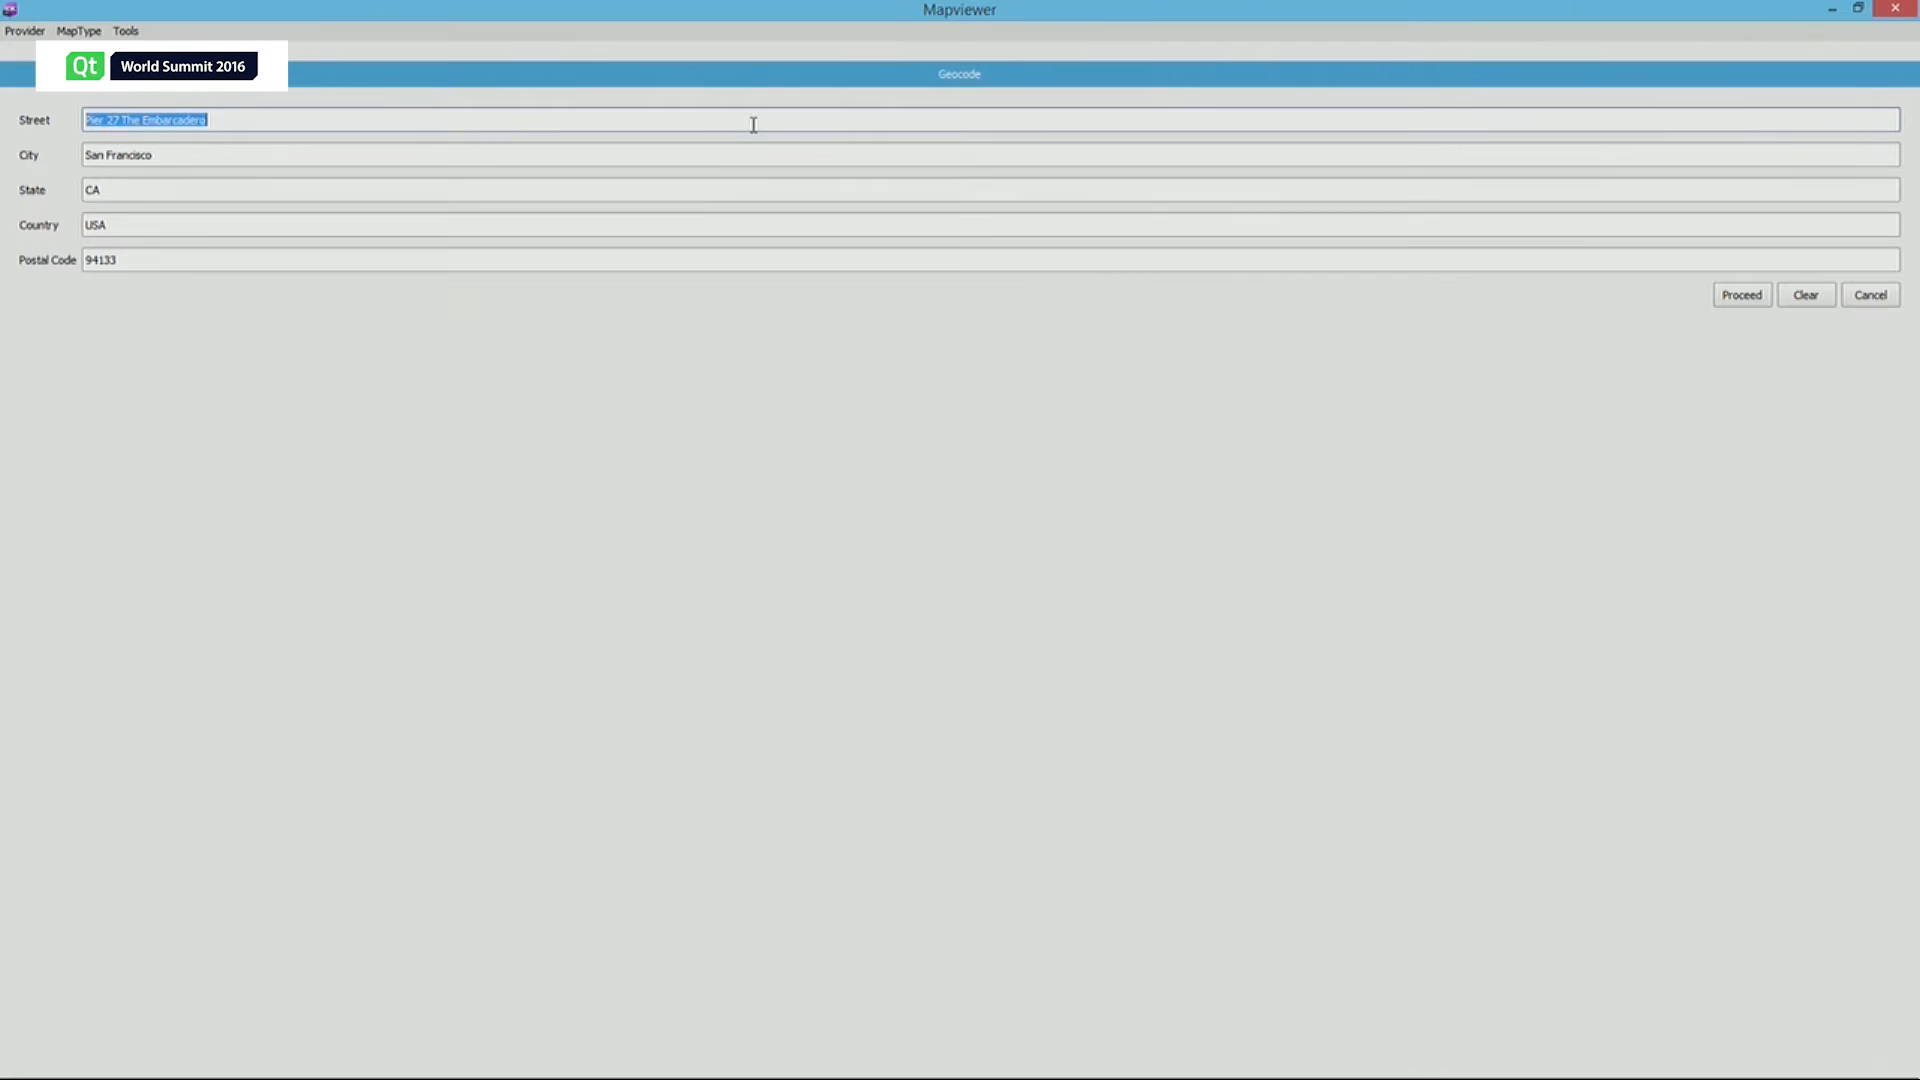 Mapviewer
Provider MapType Tools
Qt World Summit 2016
Geocode
Street Pier 27 The Embarcadero
City San Francisco
State CA
Country USA
Postal Code 94133
Proceed Clear Cancel